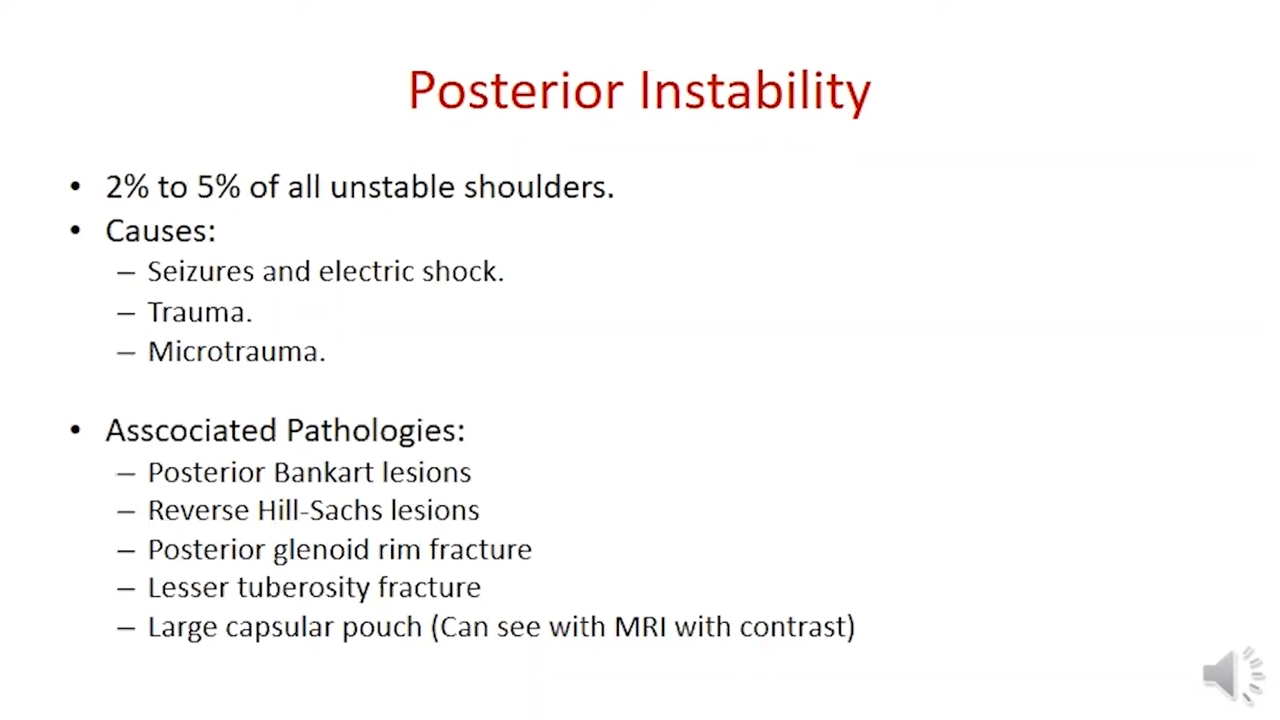 Posterior Instability
• 2% to 5% of all unstable shoulders.
• Causes:
– Seizures and electric shock.
– Trauma.
– Microtrauma.
• Asscociated Pathologies:
– Posterior Bankart lesions
– Reverse Hill-Sachs lesions
– Posterior glenoid rim fracture
– Lesser tuberosity fracture
– Large capsular pouch (Can see with MRI with contrast)